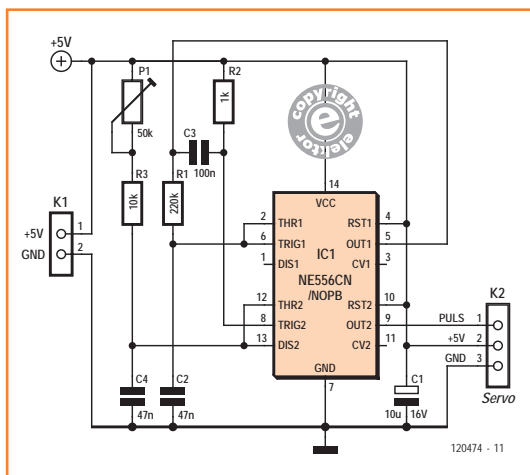 +5V
P1
50k
R2
1k
C3
100n
R3
10k
R1
220k
copyright
e
elektor
K1
+5V 1
GND 2
14
VCC
2 THR1
6 TRIG1
1 DIS1
12 THR2
8 TRIG2
13 DIS2
IC1
NE556CN
/NOPB
RST1 4
OUT1 5
CV1 3
RST2 10
OUT2 9
CV2 11
GND
7
K2
PULS 1
+5V 2
GND 3
Servo
C4
47n
C2
47n
C1
10u 16V
120474 - 11